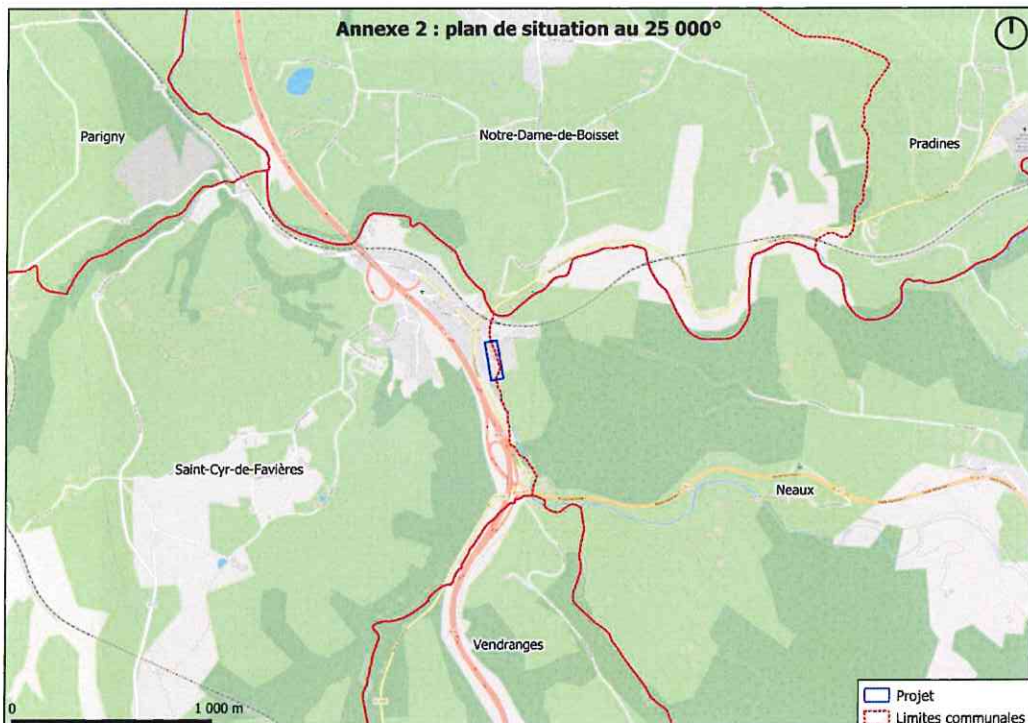 Annexe 2 : plan de situation au 25 000°
Parigny
Notre-Dame-de-Boisset
Pradines
Saint-Cyr-de-Favières
Neaux
Vendranges
0 1 000 m
Projet
Limites communales